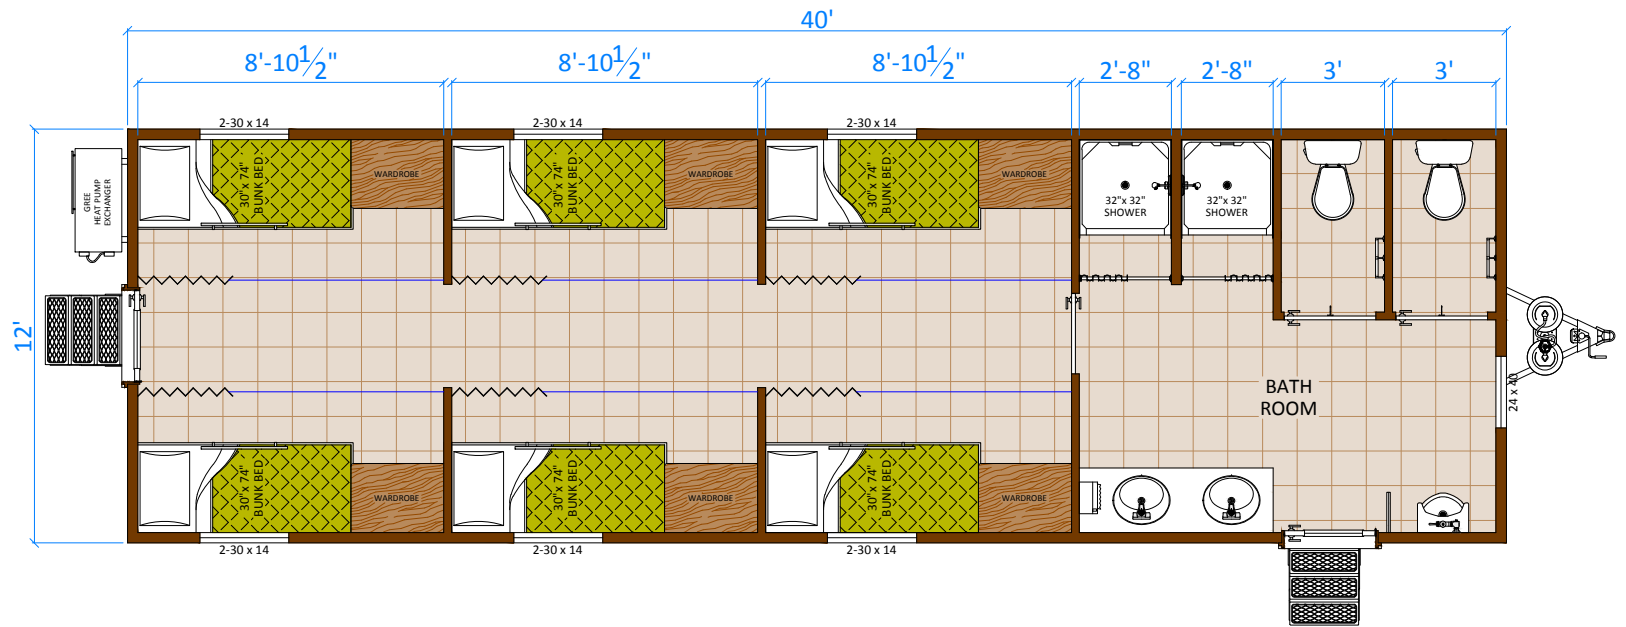 40'
8'-10½"
8'-10½"
8'-10½"
2'-8"
2'-8"
3'
3'
2-30 x 14
2-30 x 14
2-30 x 14
12'
GREE
HEAT PUMP
EXCHANGER
30"x 74"
BUNK BED
WARDROBE
30"x 74"
BUNK BED
WARDROBE
30"x 74"
BUNK BED
WARDROBE
32"x 32"
SHOWER
32"x 32"
SHOWER
BATH
ROOM
24 x 40
30"x 74"
BUNK BED
WARDROBE
30"x 74"
BUNK BED
WARDROBE
30"x 74"
BUNK BED
WARDROBE
2-30 x 14
2-30 x 14
2-30 x 14